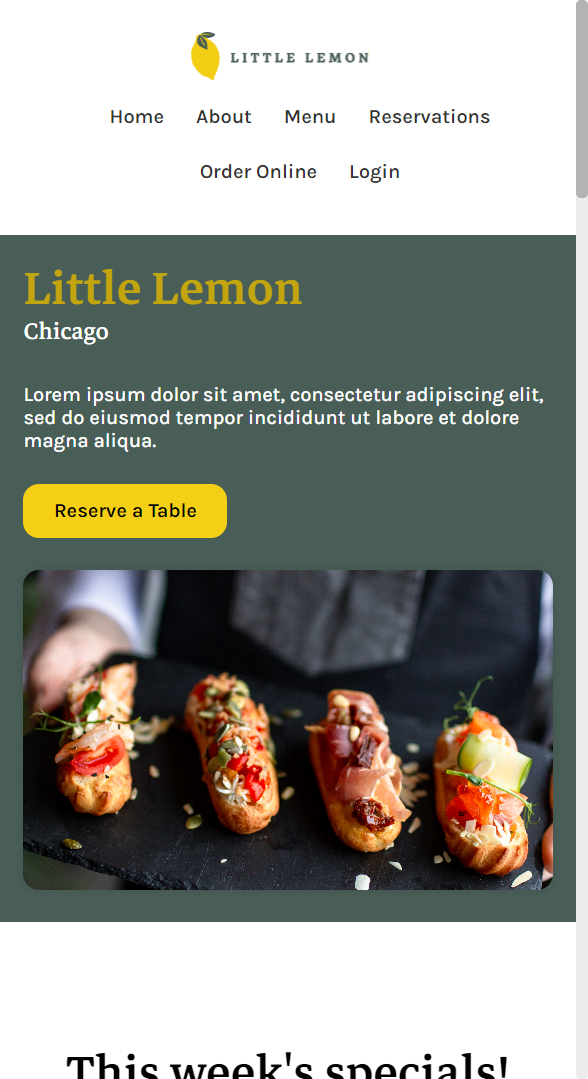 LITTLE LEMON
Home About Menu Reservations
Order Online Login
Little Lemon
Chicago
Lorem ipsum dolor sit amet, consectetur adipiscing elit,
sed do eiusmod tempor incididunt ut labore et dolore
magna aliqua.
Reserve a Table
This week's specials!